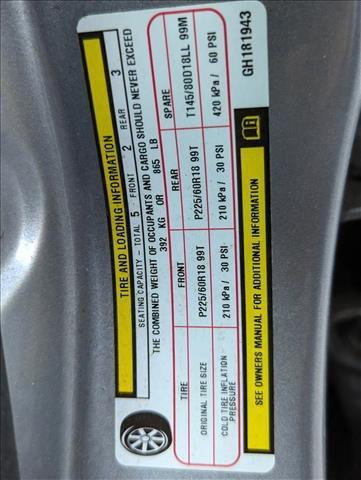 TIRE AND LOADING INFORMATION
SEATING CAPACITY - TOTAL 5 FRONT 2 REAR 3
THE COMBINED WEIGHT OF OCCUPANTS AND CARGO SHOULD NEVER EXCEED
392 KG OR 865 LB
TIRE FRONT REAR SPARE
ORIGINAL TIRE SIZE P225/60R18 99T P225/60R18 99T T145/80D18LL 99M
COLD TIRE INFLATION PRESSURE 210 kPa / 30 PSI 210 kPa / 30 PSI 420 kPa / 60 PSI
SEE OWNERS MANUAL FOR ADDITIONAL INFORMATION
GH181943